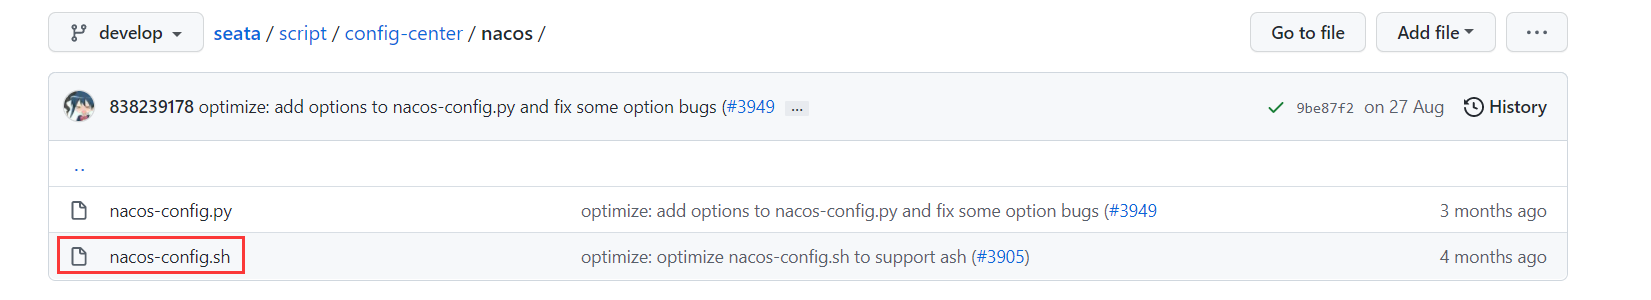 develop seata / script / config-center / nacos / Go to file Add file ...
838239178 optimize: add options to nacos-config.py and fix some option bugs (#3949 ... 9be87f2 on 27 Aug History
..
nacos-config.py optimize: add options to nacos-config.py and fix some option bugs (#3949 3 months ago
nacos-config.sh optimize: optimize nacos-config.sh to support ash (#3905) 4 months ago